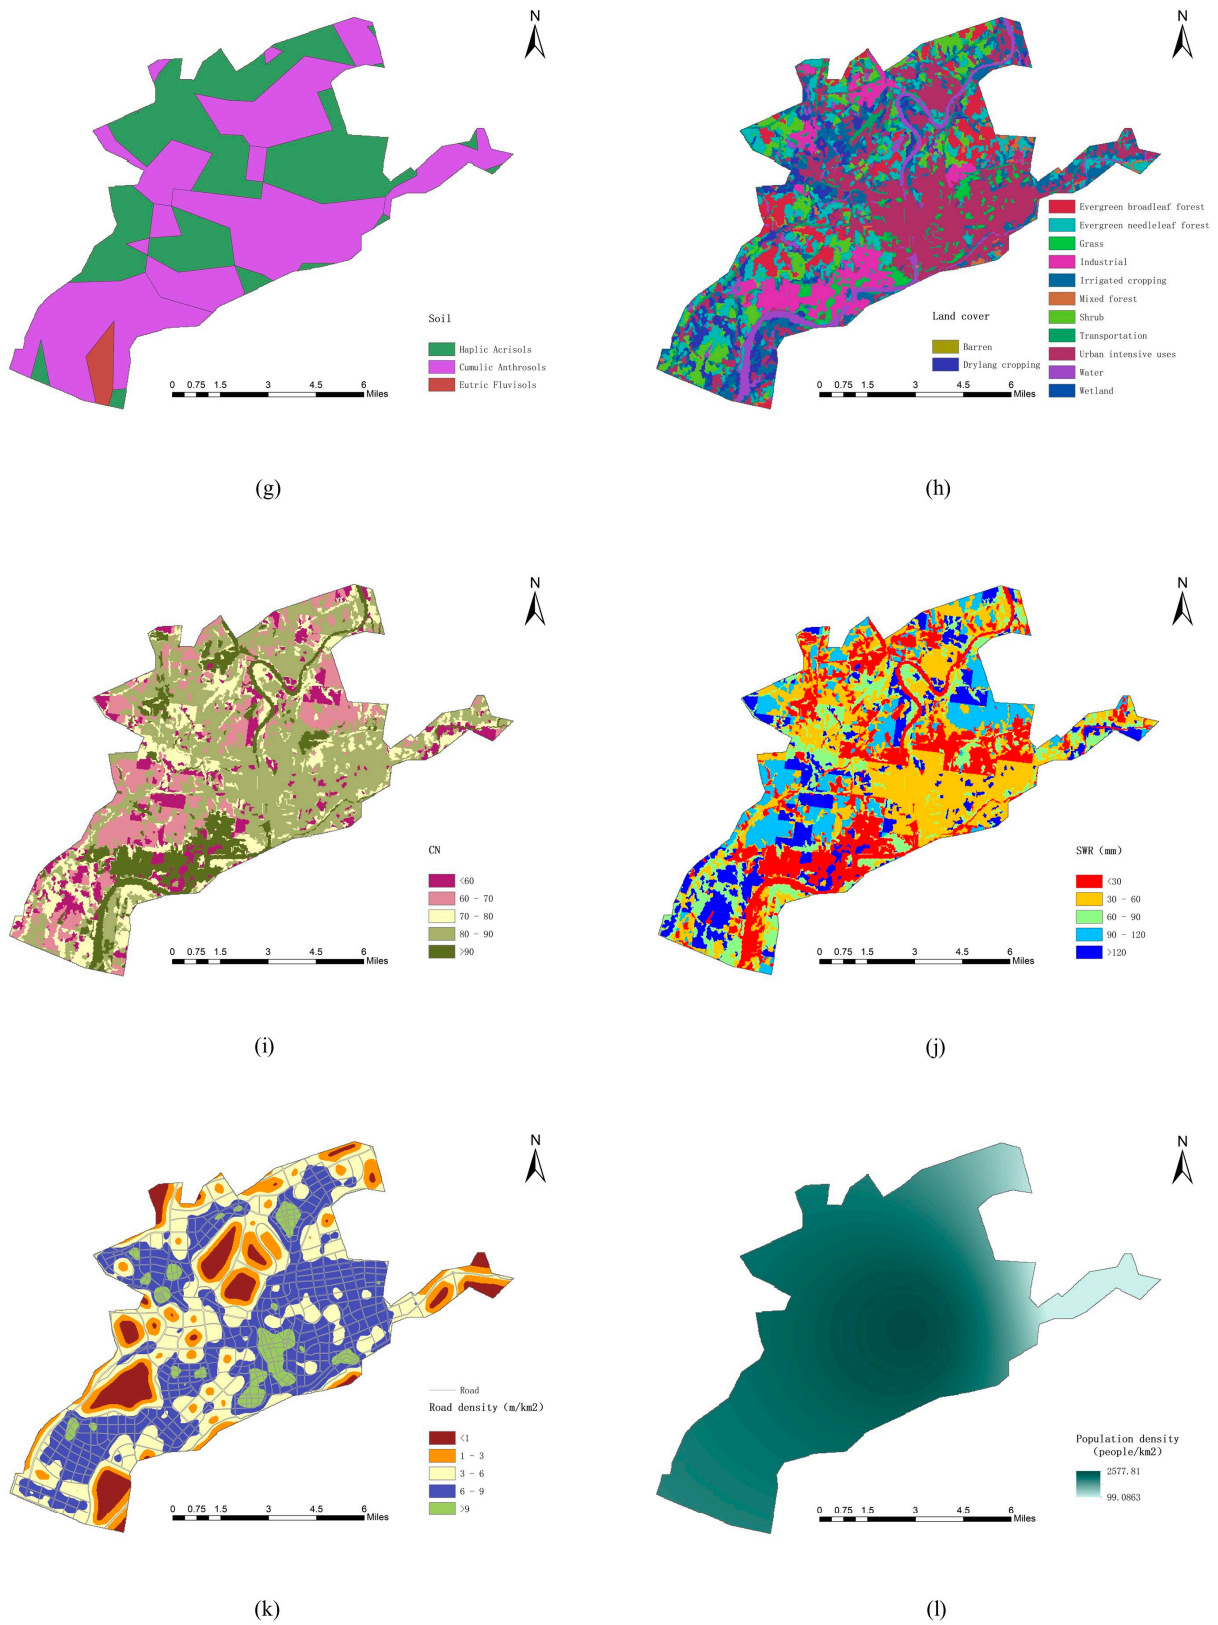 N
Soil
Haplic Acrisols
Cumulic Anthrosols
Eutric Fluvisols
0 0.75 1.5 3 4.5 6
Miles
(g)
N
Evergreen broadleaf forest
Evergreen needleleaf forest
Grass
Industrial
Irrigated cropping
Mixed forest
Shrub
Transportation
Urban intensive uses
Water
Wetland
Land cover
Barren
Drylang cropping
0 0.75 1.5 3 4.5 6
Miles
(h)
N
CN
<60
60 - 70
70 - 80
80 - 90
>90
0 0.75 1.5 3 4.5 6
Miles
(i)
N
SWR (mm)
<30
30 - 60
60 - 90
90 - 120
>120
0 0.75 1.5 3 4.5 6
Miles
(j)
N
Road
Road density (m/km2)
<1
1 - 3
3 - 6
6 - 9
>9
0 0.75 1.5 3 4.5 6
Miles
(k)
N
Population density
(people/km2)
2577.81
99.0863
0 0.75 1.5 3 4.5 6
Miles
(l)